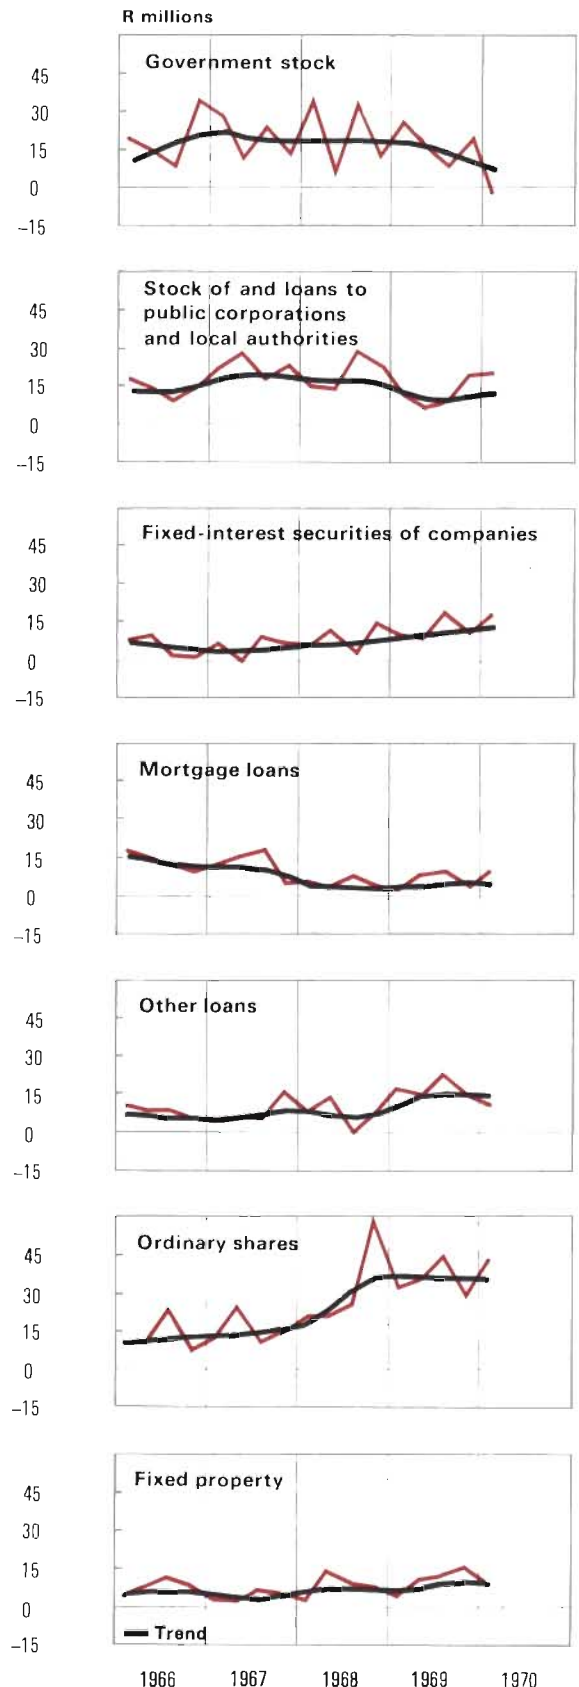 R millions
Government stock
45
30
15
0
–15
Stock of and loans to
public corporations
and local authorities
45
30
15
0
–15
Fixed-interest securities of companies
45
30
15
0
–15
Mortgage loans
45
30
15
0
–15
Other loans
45
30
15
0
–15
Ordinary shares
45
30
15
0
–15
Fixed property
45
30
15
0
–15
Trend
1966 1967 1968 1969 1970